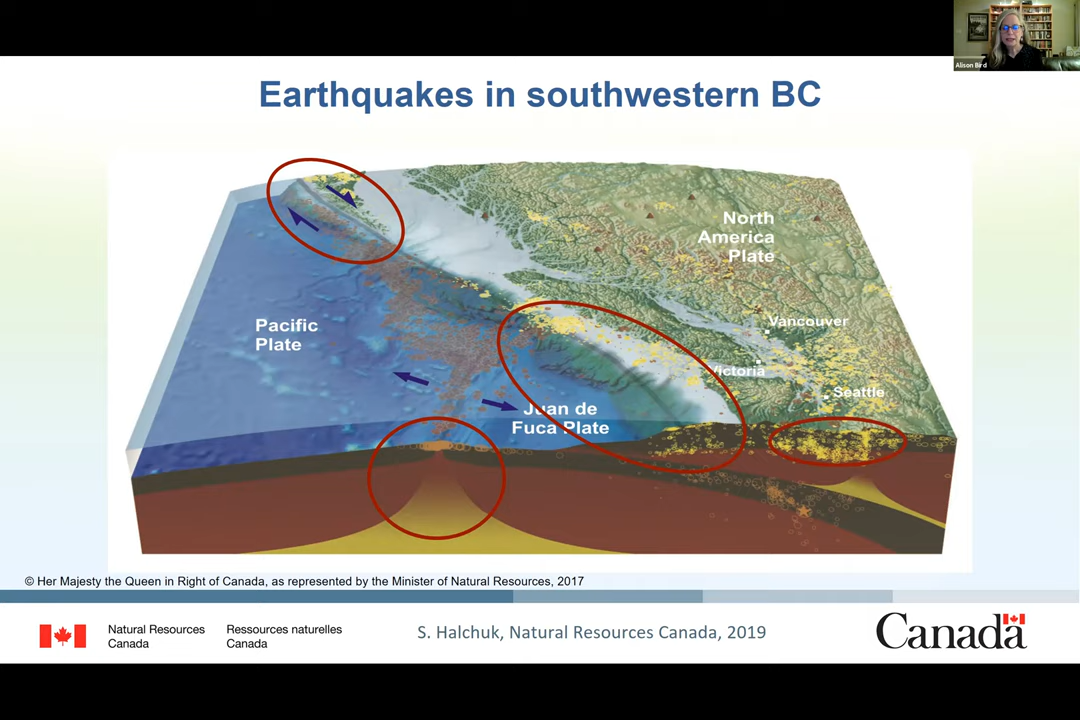 Alison Bird
Earthquakes in southwestern BC
North
America
Plate
Pacific
Plate
Vancouver
Victoria
Seattle
Juan de
Fuca Plate
© Her Majesty the Queen in Right of Canada, as represented by the Minister of Natural Resources, 2017
Natural Resources
Canada
Ressources naturelles
Canada
S. Halchuk, Natural Resources Canada, 2019
Canada